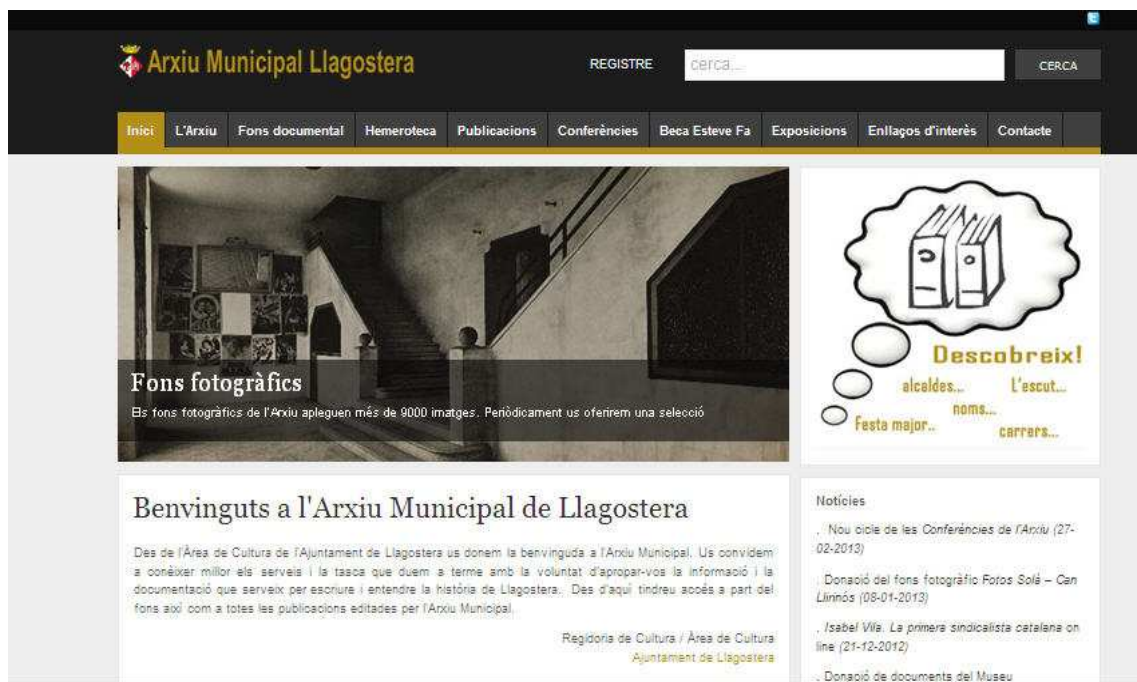 Arxiu Municipal Llagostera
REGISTRE
cerca...
CERCA
Inici
L'Arxiu
Fons documental
Hemeroteca
Publicacions
Conferències
Beca Esteve Fa
Exposicions
Enllaços d'interès
Contacte
Fons fotogràfics
Els fons fotogràfics de l'Arxiu apleguen més de 9000 imatges. Periòdicament us oferirem una selecció
Descobreix!
alcaldes...
L'escut...
noms...
Festa major..
carrers...
Benvinguts a l'Arxiu Municipal de Llagostera
Des de l'Àrea de Cultura de l'Ajuntament de Llagostera us donem la benvinguda a l'Arxiu Municipal. Us convidem
a conèixer millor els serveis i la tasca que duem a terme amb la voluntat d'apropar-vos la informació i la
documentació que serveix per escriure i entendre la història de Llagostera. Des d'aquí tindreu accés a part del
fons així com a totes les publicacions editades per l'Arxiu Municipal.
Regidoria de Cultura / Àrea de Cultura
Ajuntament de Llagostera
Notícies
. Nou cicle de les Conferències de l'Arxiu (27-
02-2013)
. Donació del fons fotogràfic Fotos Solà – Can
Llinnós (08-01-2013)
. Isabel Vila. La primera sindicalista catalana on
line (21-12-2012)
. Donació de documents del Museu